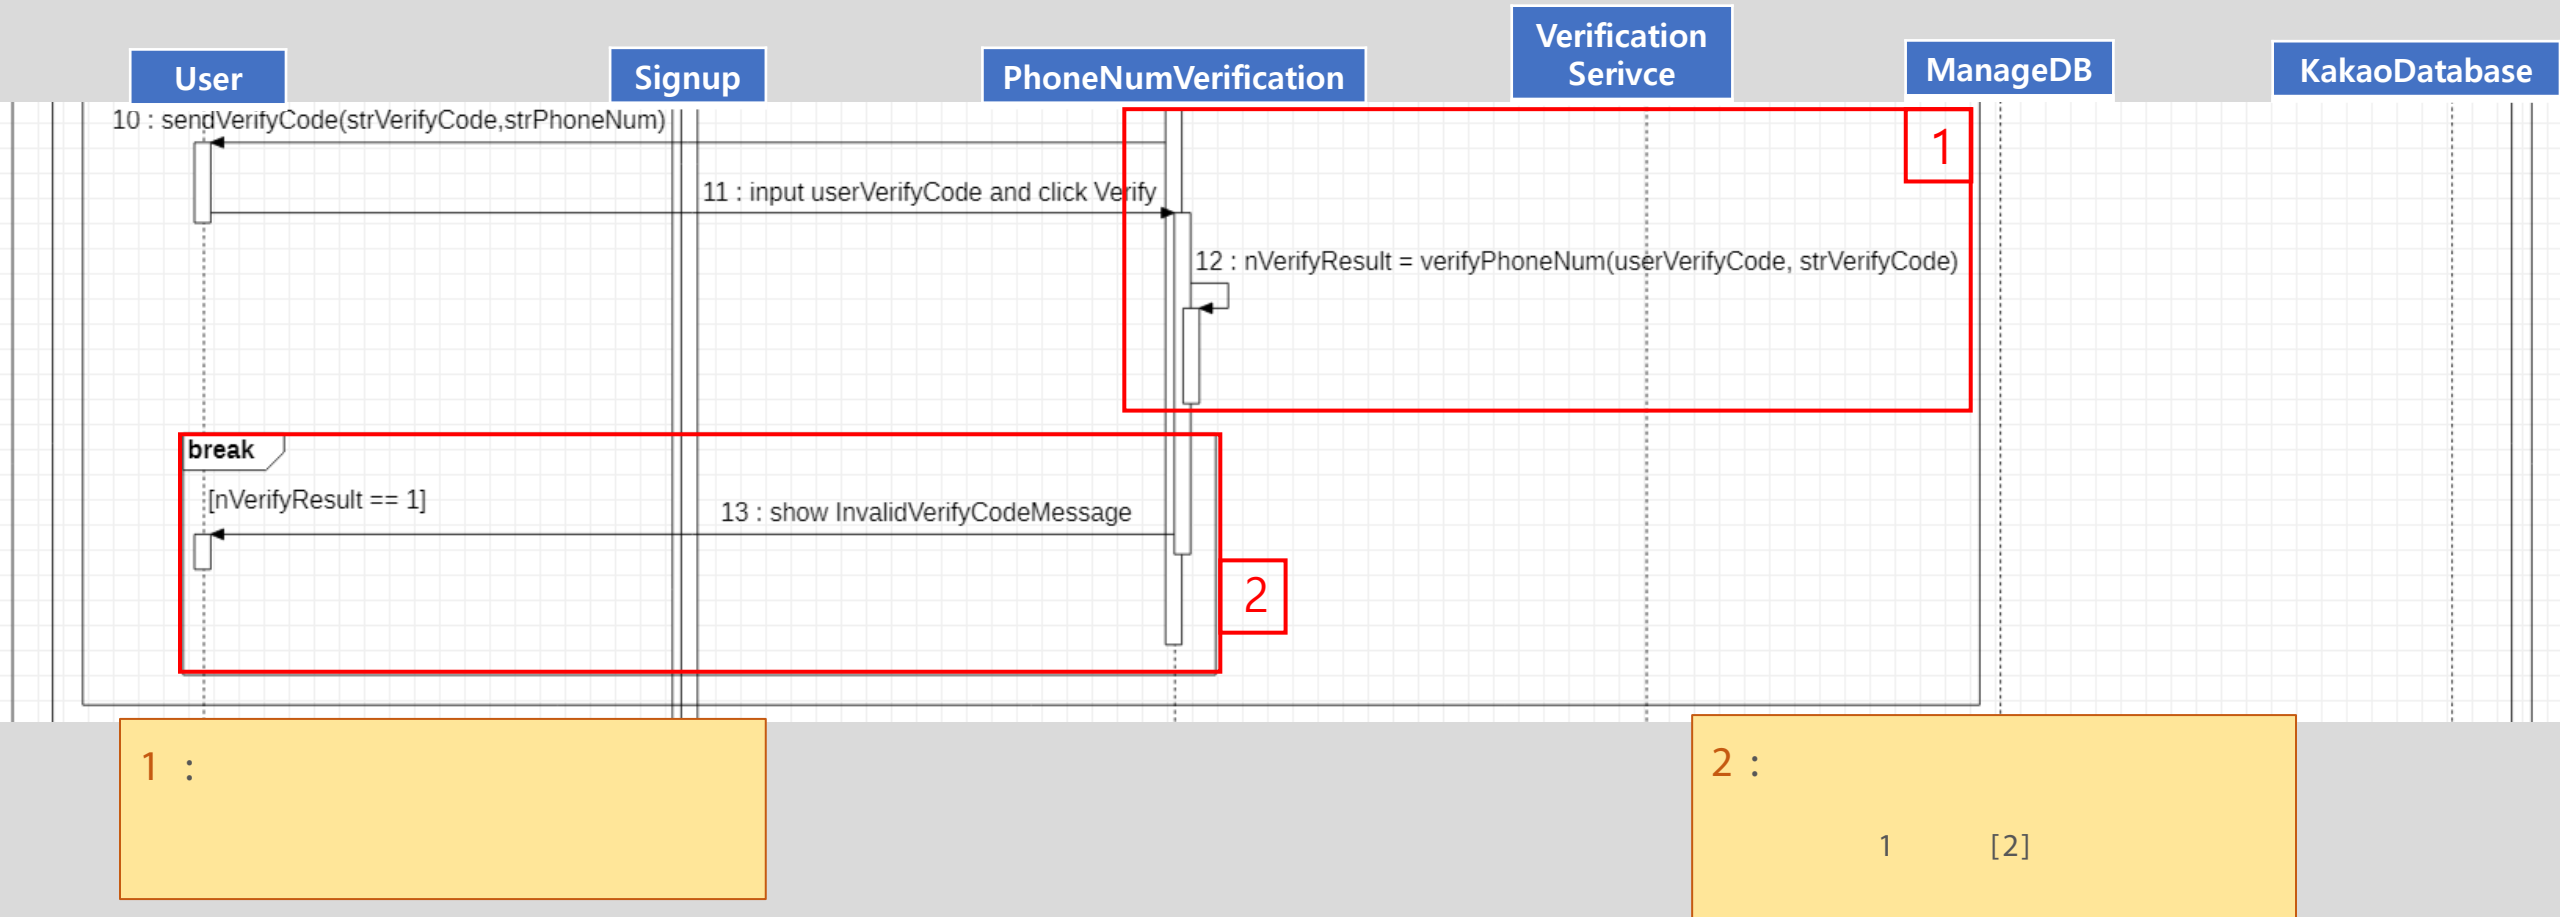 User
Signup
PhoneNumVerification
Verification
Serivce
ManageDB
KakaoDatabase
10 : sendVerifyCode(strVerifyCode,strPhoneNum)
1
11 : input userVerifyCode and click Verify
12 : nVerifyResult = verifyPhoneNum(userVerifyCode, strVerifyCode)
break
[nVerifyResult == 1]
13 : show InvalidVerifyCodeMessage
2
1 :
2 :
1 [2]